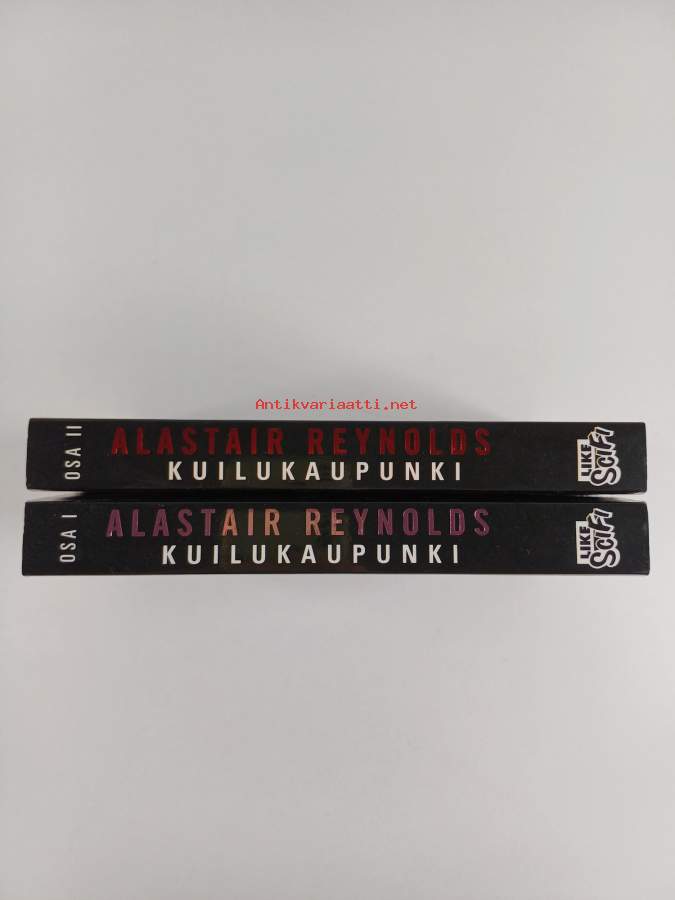 Antikvariaatti.net
OSA II
ALASTAIR REYNOLDS
KUILUKAUPUNKI
LIKE
SCIFI
OSA I
ALASTAIR REYNOLDS
KUILUKAUPUNKI
LIKE
SCIFI